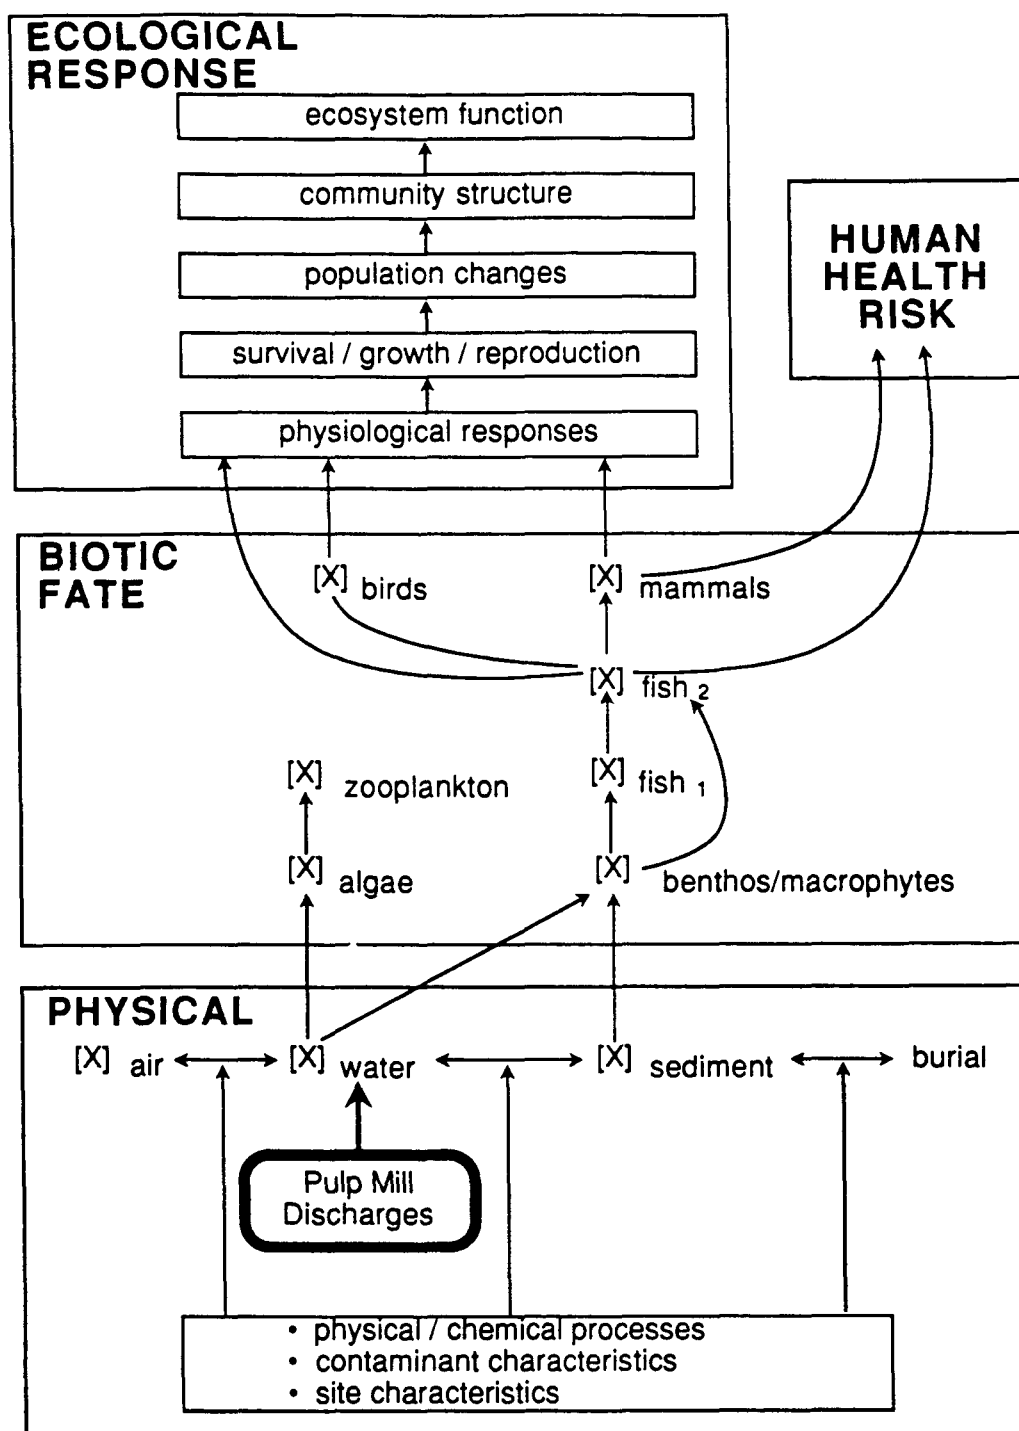 ECOLOGICAL
RESPONSE
ecosystem function
community structure
population changes
survival / growth / reproduction
physiological responses
HUMAN
HEALTH
RISK
BIOTIC
FATE
[X] birds
[X] mammals
[X] fish 2
[X] zooplankton
[X] fish 1
[X] algae
[X] benthos/macrophytes
PHYSICAL
[X] air [X] water [X] sediment burial
Pulp Mill
Discharges
• physical / chemical processes
• contaminant characteristics
• site characteristics